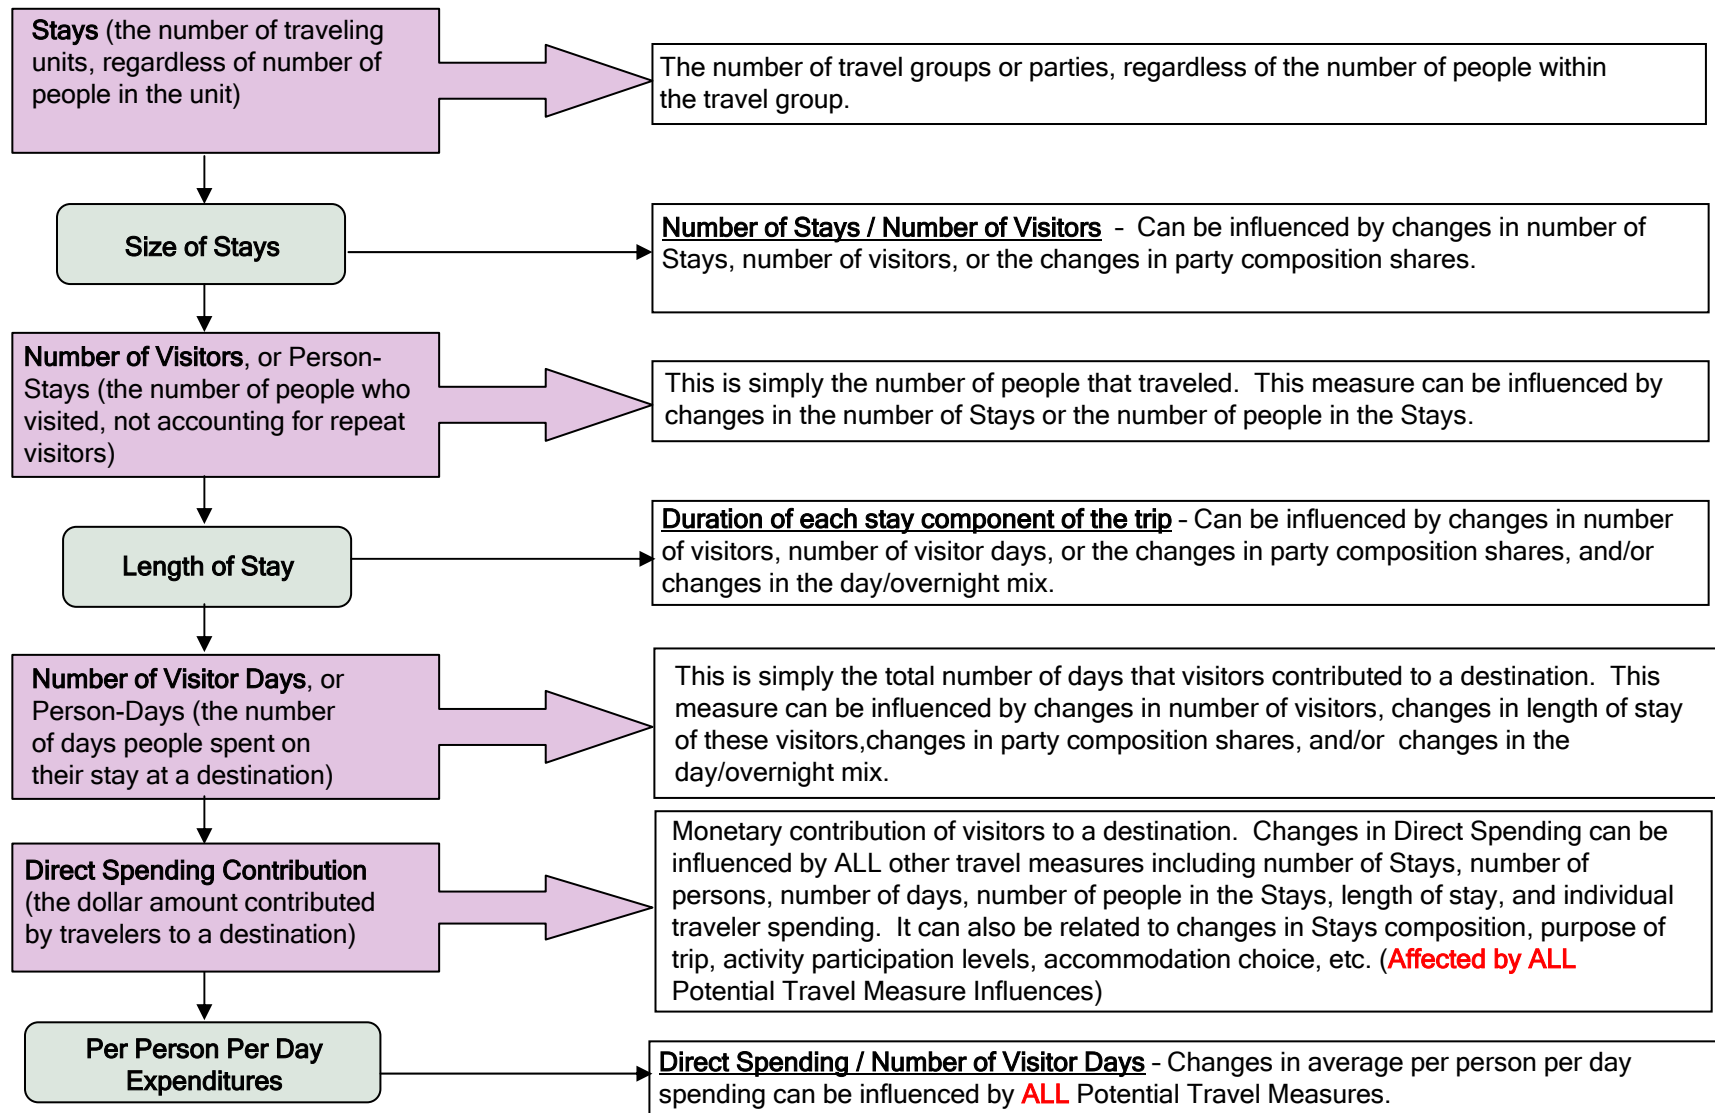 Stays (the number of traveling
units, regardless of number of
people in the unit)
The number of travel groups or parties, regardless of the number of people within
the travel group.
Size of Stays
Number of Stays / Number of Visitors - Can be influenced by changes in number of
Stays, number of visitors, or the changes in party composition shares.
Number of Visitors, or Person-
Stays (the number of people who
visited, not accounting for repeat
visitors)
This is simply the number of people that traveled. This measure can be influenced by
changes in the number of Stays or the number of people in the Stays.
Length of Stay
Duration of each stay component of the trip - Can be influenced by changes in number
of visitors, number of visitor days, or the changes in party composition shares, and/or
changes in the day/overnight mix.
Number of Visitor Days, or
Person-Days (the number
of days people spent on
their stay at a destination)
This is simply the total number of days that visitors contributed to a destination. This
measure can be influenced by changes in number of visitors, changes in length of stay
of these visitors,changes in party composition shares, and/or changes in the
day/overnight mix.
Direct Spending Contribution
(the dollar amount contributed
by travelers to a destination)
Monetary contribution of visitors to a destination. Changes in Direct Spending can be
influenced by ALL other travel measures including number of Stays, number of
persons, number of days, number of people in the Stays, length of stay, and individual
traveler spending. It can also be related to changes in Stays composition, purpose of
trip, activity participation levels, accommodation choice, etc. (Affected by ALL
Potential Travel Measure Influences)
Per Person Per Day
Expenditures
Direct Spending / Number of Visitor Days - Changes in average per person per day
spending can be influenced by ALL Potential Travel Measures.